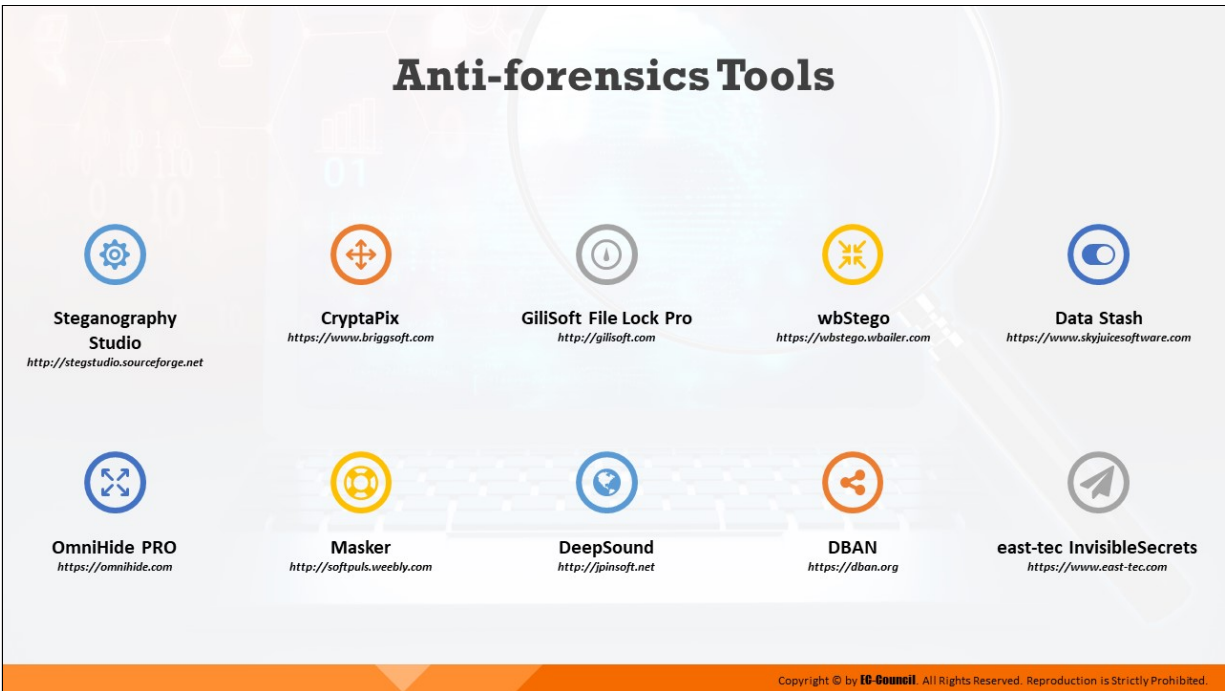 Anti-forensics Tools
01
Steganography
Studio
http://stegstudio.sourceforge.net
CryptaPix
https://www.briggsoft.com
GiliSoft File Lock Pro
http://gilisoft.com
wbStego
https://wbstego.wbailer.com
Data Stash
https://www.skyjuicesoftware.com
OmniHide PRO
https://omnihide.com
Masker
http://softpuls.weebly.com
DeepSound
http://jpinsoft.net
DBAN
https://dban.org
east-tec InvisibleSecrets
https://www.east-tec.com
Copyright © by EC-Council. All Rights Reserved. Reproduction is Strictly Prohibited.